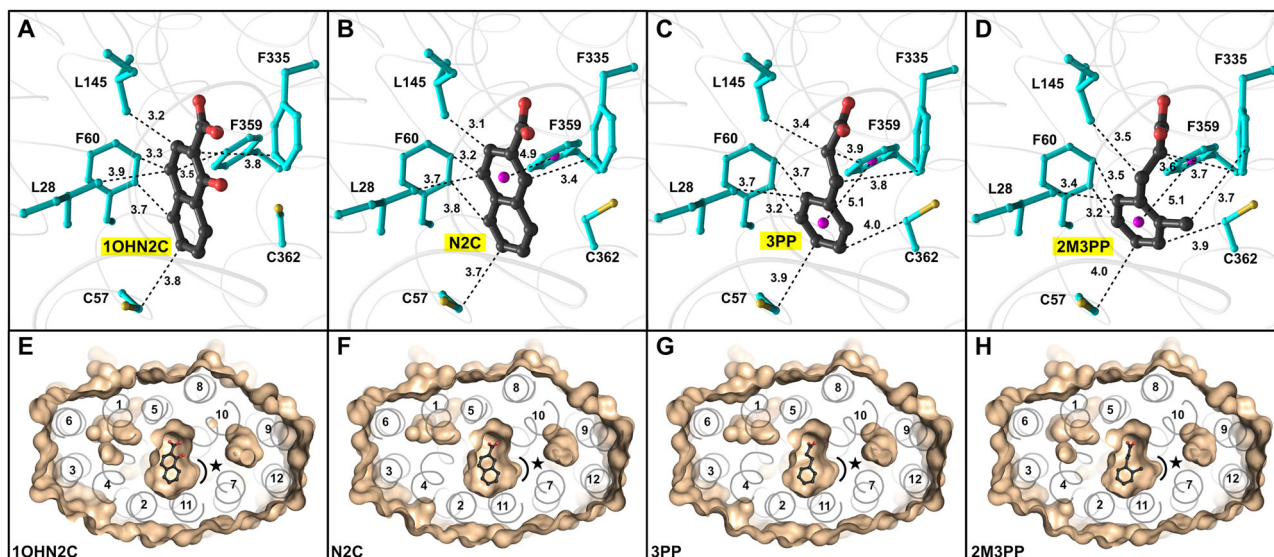 A
L145
F335
3.2
F60
F359
3.3
3.9
3.5
3.8
L28
3.7
1OHN2C
C362
3.8
C57
B
L145
F335
3.1
F60
F359
3.2
4.9
3.7
3.4
L28
3.8
N2C
C362
3.7
C57
C
L145
F335
3.4
F60
F359
3.9
3.7
3.7
3.8
L28
3.2
5.1
3PP
4.0
C362
3.9
C57
D
L145
F335
3.5
F60
F359
3.6
3.5
3.7
3.4
L28
3.2
5.1
3.7
2M3PP
3.9
C362
4.0
C57
E
8
1
5
10
6
9
3
4
7
12
2
11
1OHN2C
F
8
1
5
10
6
9
3
4
7
12
2
11
N2C
G
8
1
5
10
6
9
3
4
7
12
2
11
3PP
H
8
1
5
10
6
9
3
4
7
12
2
11
2M3PP